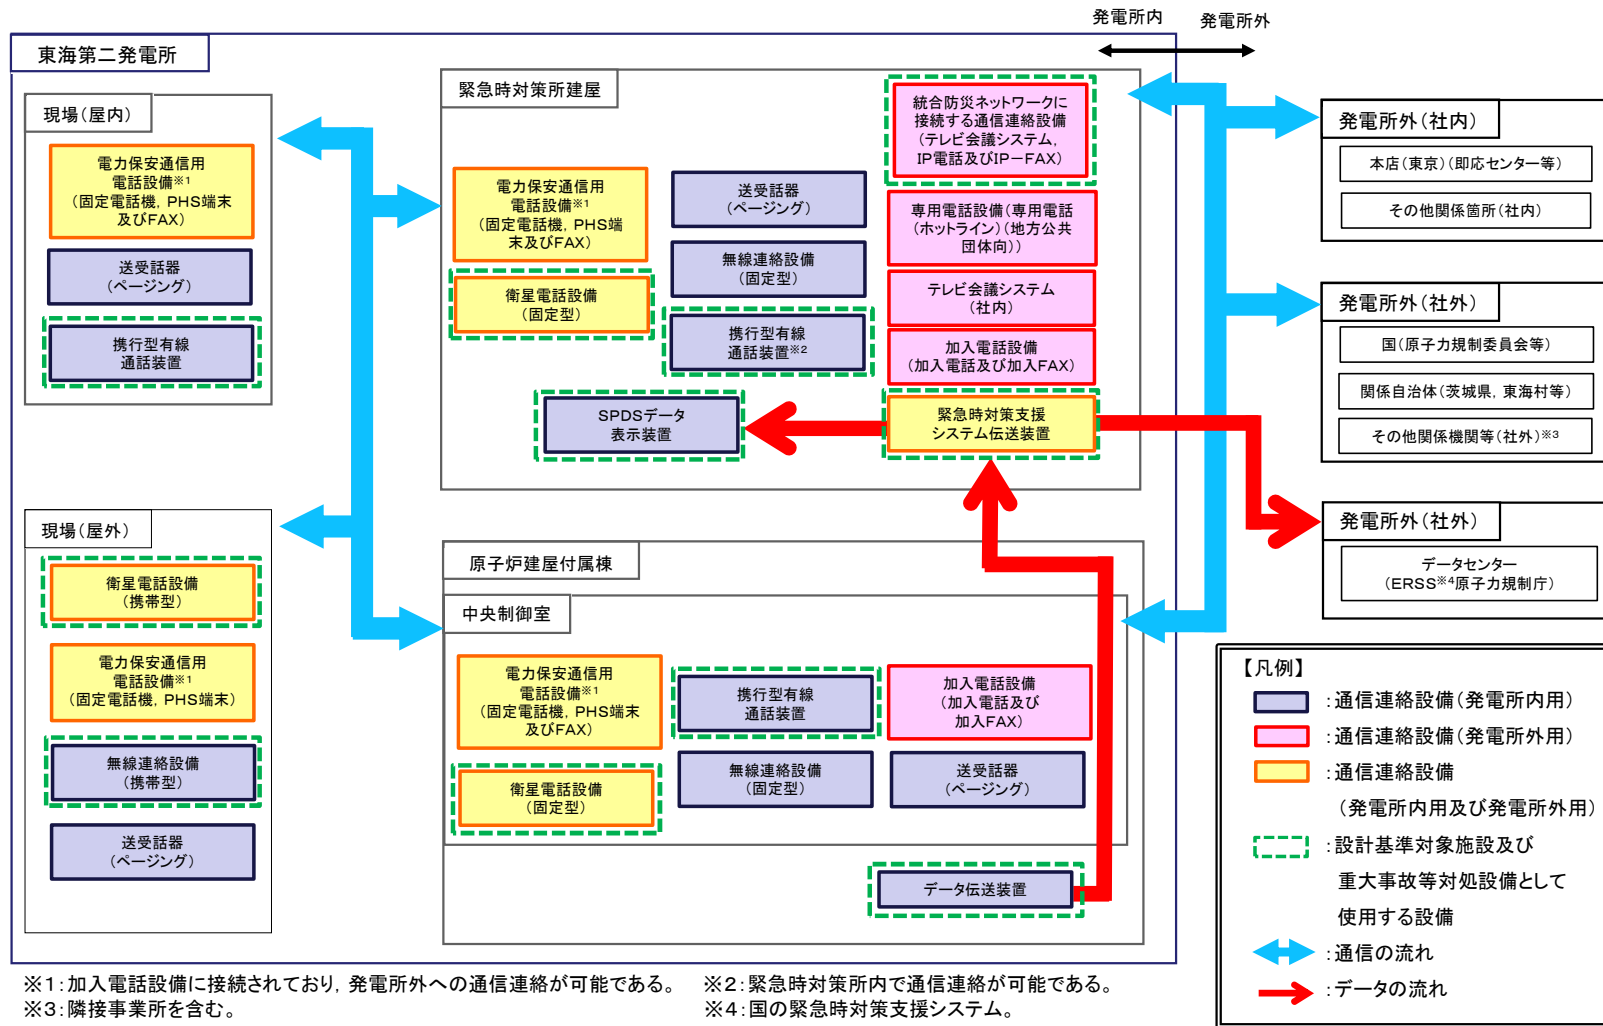 発電所内
発電所外
東海第二発電所
現場(屋内)
電力保安通信用
電話設備※1
(固定電話機，PHS端末
及びFAX)
送受話器
(ページング)
携行型有線
通話装置
現場(屋外)
衛星電話設備
(携帯型)
電力保安通信用
電話設備※1
(固定電話機，PHS端末)
無線連絡設備
(携帯型)
送受話器
(ページング)
緊急時対策所建屋
電力保安通信用
電話設備※1
(固定電話機，PHS端
末及びFAX)
衛星電話設備
(固定型)
送受話器
(ページング)
無線連絡設備
(固定型)
携行型有線
通話装置※2
統合防災ネットワークに
接続する通信連絡設備
(テレビ会議システム，
IP電話及びIP－FAX)
専用電話設備(専用電話
(ホットライン)(地方公共
団体向))
テレビ会議システム
(社内)
加入電話設備
(加入電話及び加入FAX)
SPDSデータ
表示装置
緊急時対策支援
システム伝送装置
原子炉建屋付属棟
中央制御室
電力保安通信用
電話設備※1
(固定電話機，PHS端末
及びFAX)
衛星電話設備
(固定型)
携行型有線
通話装置
無線連絡設備
(固定型)
加入電話設備
(加入電話及び
加入FAX)
送受話器
(ページング)
データ伝送装置
発電所外(社内)
本店(東京)(即応センター等)
その他関係箇所(社内)
発電所外(社外)
国(原子力規制委員会等)
関係自治体(茨城県，東海村等)
その他関係機関等(社外)※3
発電所外(社外)
データセンター
(ERSS※4原子力規制庁)
【凡例】
：通信連絡設備(発電所内用)
：通信連絡設備(発電所外用)
：通信連絡設備
(発電所内用及び発電所外用)
：設計基準対象施設及び
重大事故等対処設備として
使用する設備
：通信の流れ
：データの流れ
※1：加入電話設備に接続されており，発電所外への通信連絡が可能である。
※2：緊急時対策所内で通信連絡が可能である。
※3：隣接事業所を含む。
※4：国の緊急時対策支援システム。